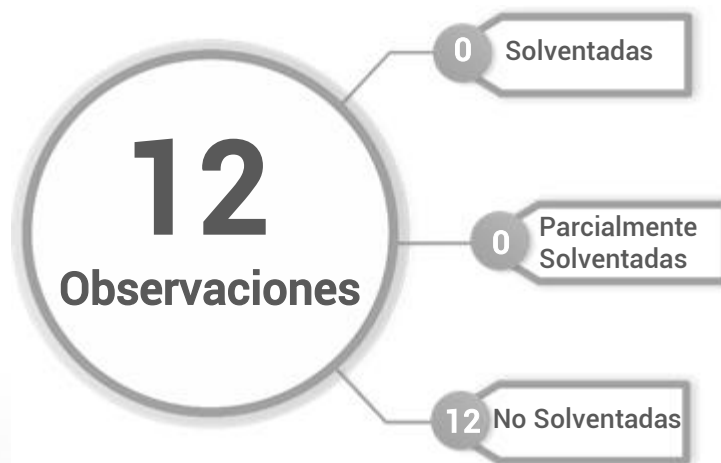 12
Observaciones
0 Solventadas
0 Parcialmente
Solventadas
12 No Solventadas